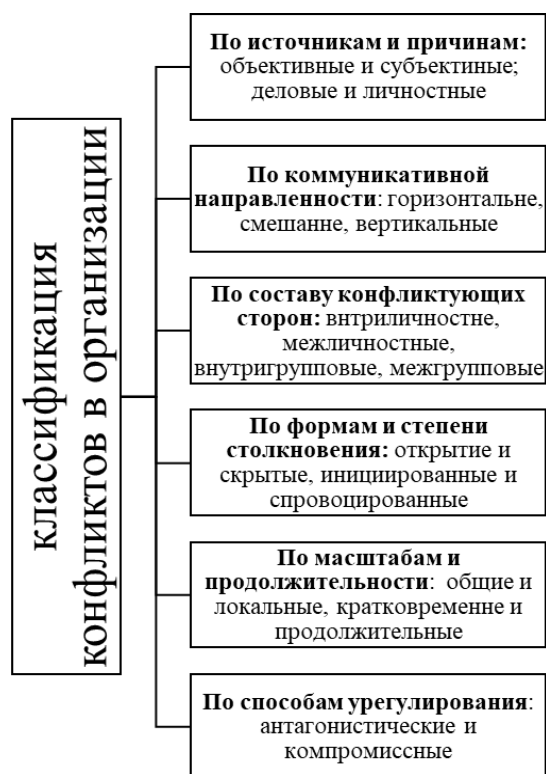 классификация
конфликтов в организации
По источникам и причинам:
объективные и субъектиные;
деловые и личностные
По коммуникативной
направленности: горизонтальне,
смешанне, вертикальные
По составу конфликтующих
сторон: внтриличностне,
межличностные,
внутригрупповые, межгрупповые
По формам и степени
столкновения: открытие и
скрытые, инициированные и
спровоцированные
По масштабам и
продолжительности: общие и
локальные, кратковременне и
продолжительные
По способам урегулирования:
антагонистические и
компромиссные